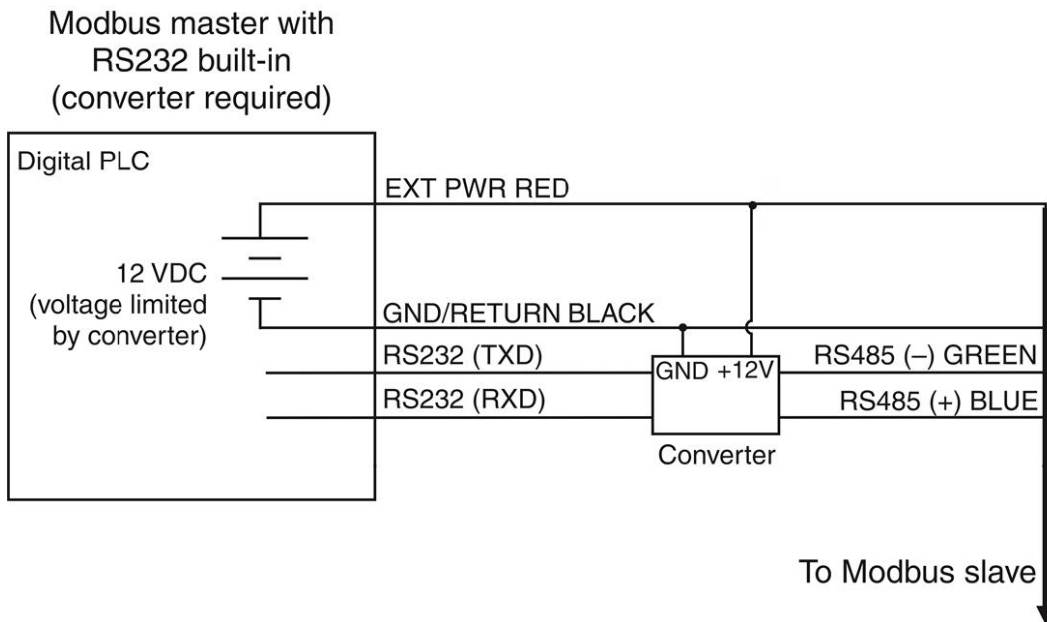 Modbus master with
RS232 built-in
(converter required)
Digital PLC
EXT PWR RED
12 VDC
(voltage limited
by converter)
GND/RETURN BLACK
RS232 (TXD)
RS232 (RXD)
GND +12V
RS485 (–) GREEN
RS485 (+) BLUE
Converter
To Modbus slave